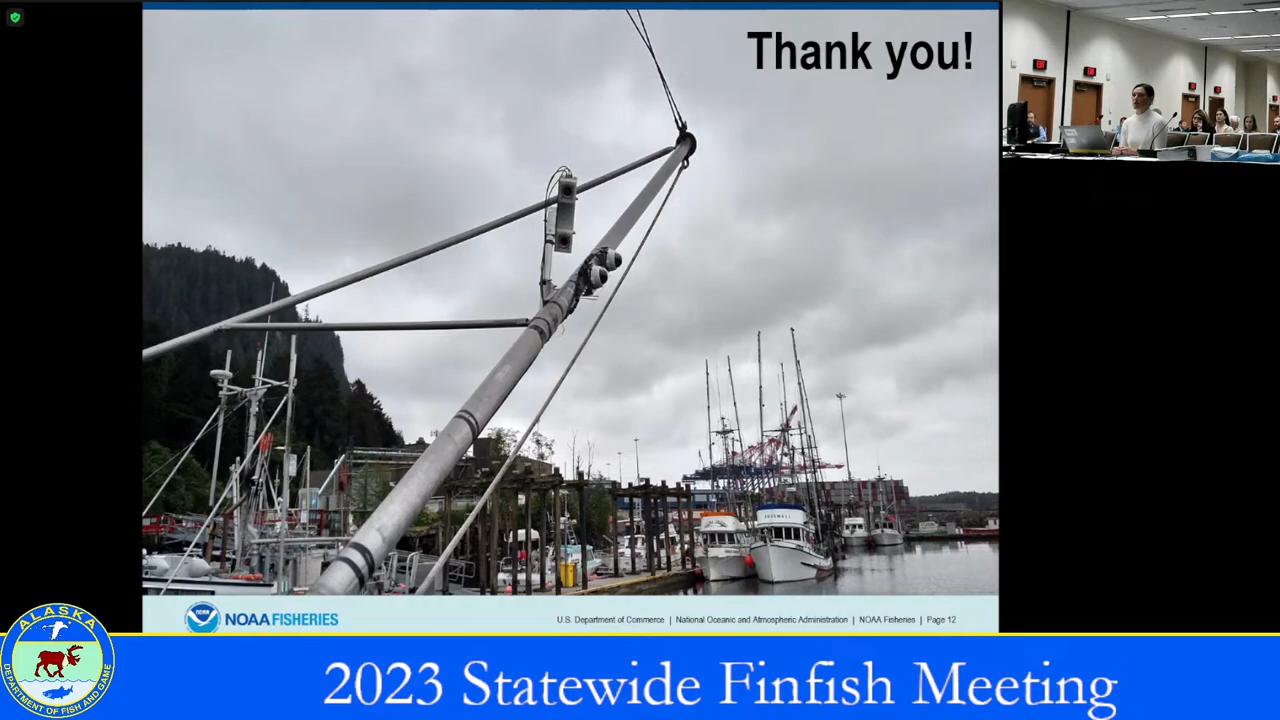 Thank you!
NOAA
NOAA FISHERIES
U.S. Department of Commerce | National Oceanic and Atmospheric Administration | NOAA Fisheries | Page 12
ALASKA
DEPARTMENT OF FISH AND GAME
2023 Statewide Finfish Meeting